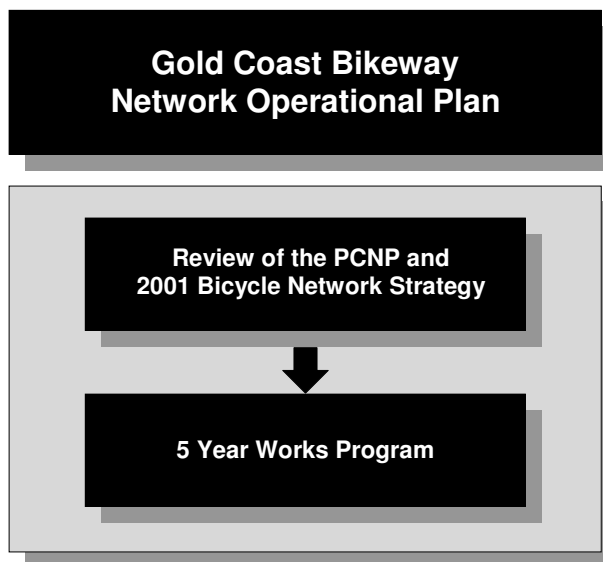 Gold Coast Bikeway
Network Operational Plan
Review of the PCNP and
2001 Bicycle Network Strategy
5 Year Works Program